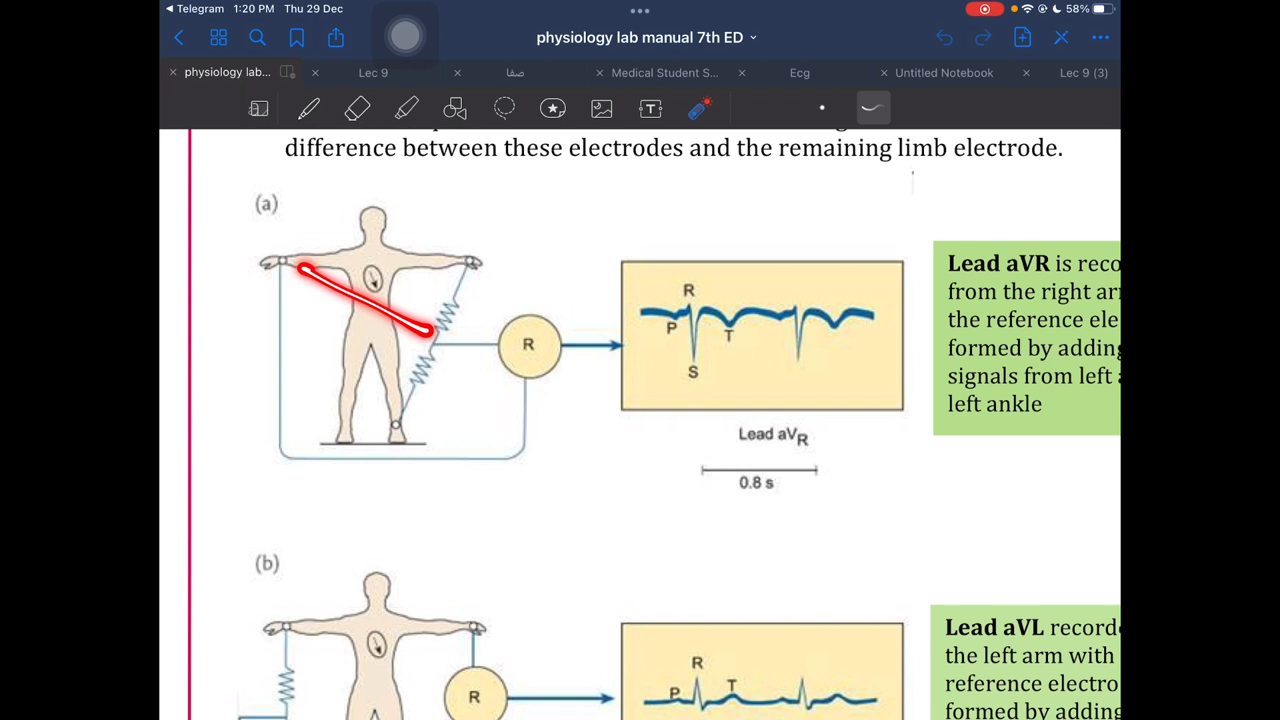 Telegram 1:20 PM Thu 29 Dec
58%
physiology lab manual 7th ED
physiology lab...
Lec 9
صفا
Medical Student S...
Ecg
Untitled Notebook
Lec 9 (3)
T
difference between these electrodes and the remaining limb electrode.
(a)
R
P
T
S
R
Lead aVR
0.8 s
Lead aVR is reco
from the right ar
the reference ele
formed by adding
signals from left
left ankle
(b)
R
P
T
R
Lead aVL record
the left arm with
reference electro
formed by adding